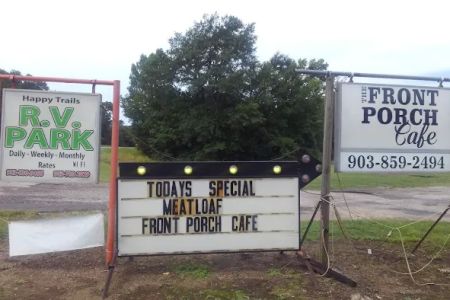 Happy Trails
R.V.
PARK
Daily - Weekly - Monthly
Rates WIFI
TODAYS SPECIAL
MEATLOAF
FRONT PORCH CAFE
THE FRONT
PORCH
Cafe
903-859-2494